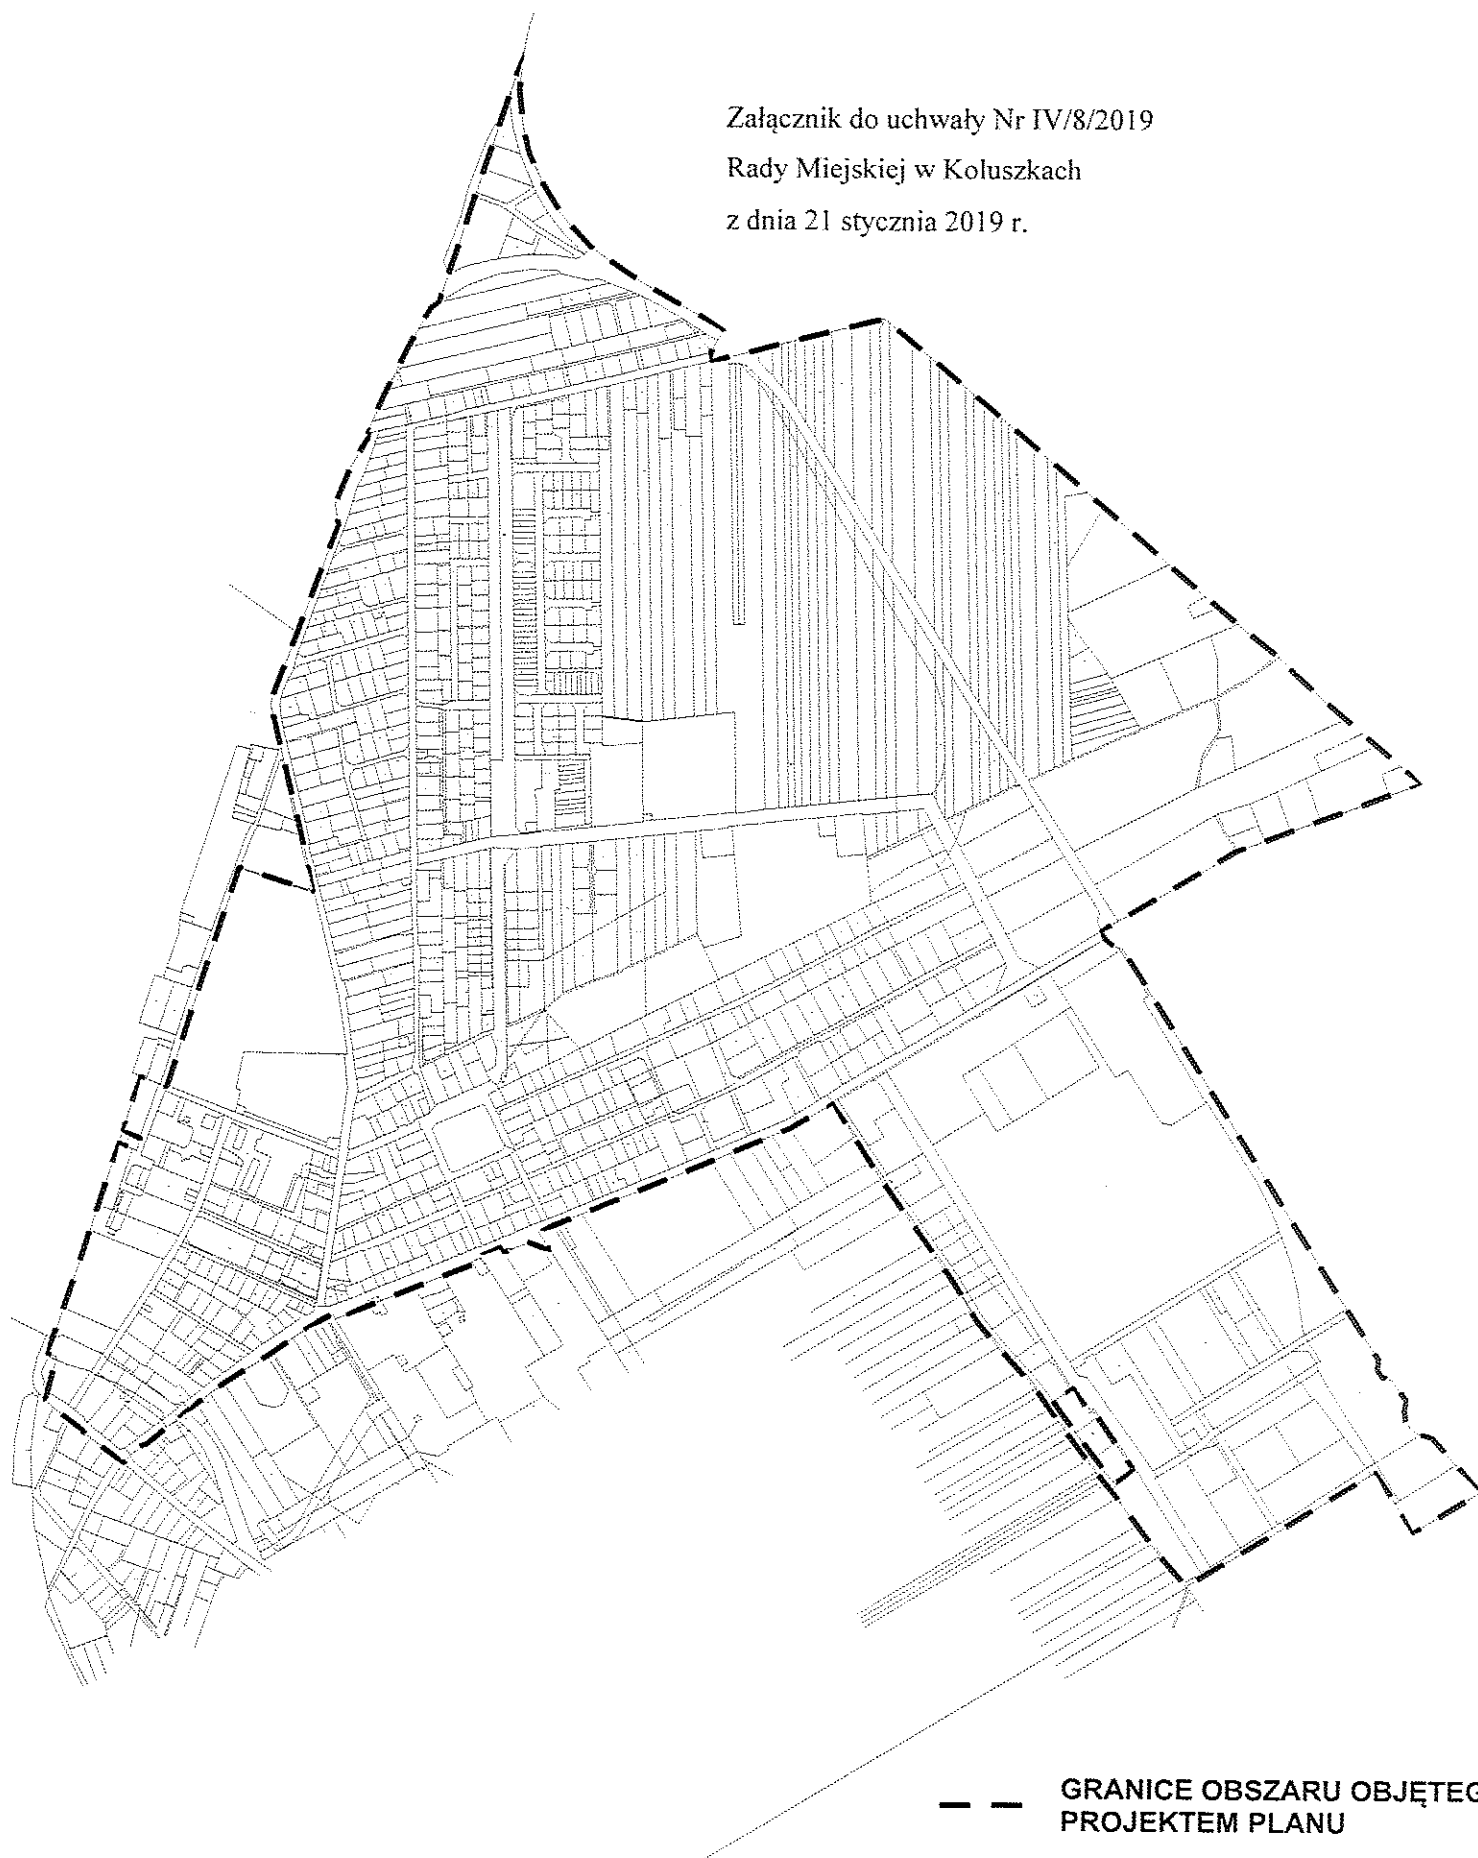 Załącznik do uchwały Nr IV/8/2019
Rady Miejskiej w Koluszkach
z dnia 21 stycznia 2019 r.
GRANICE OBSZARU OBJĘTEG
PROJEKTEM PLANU